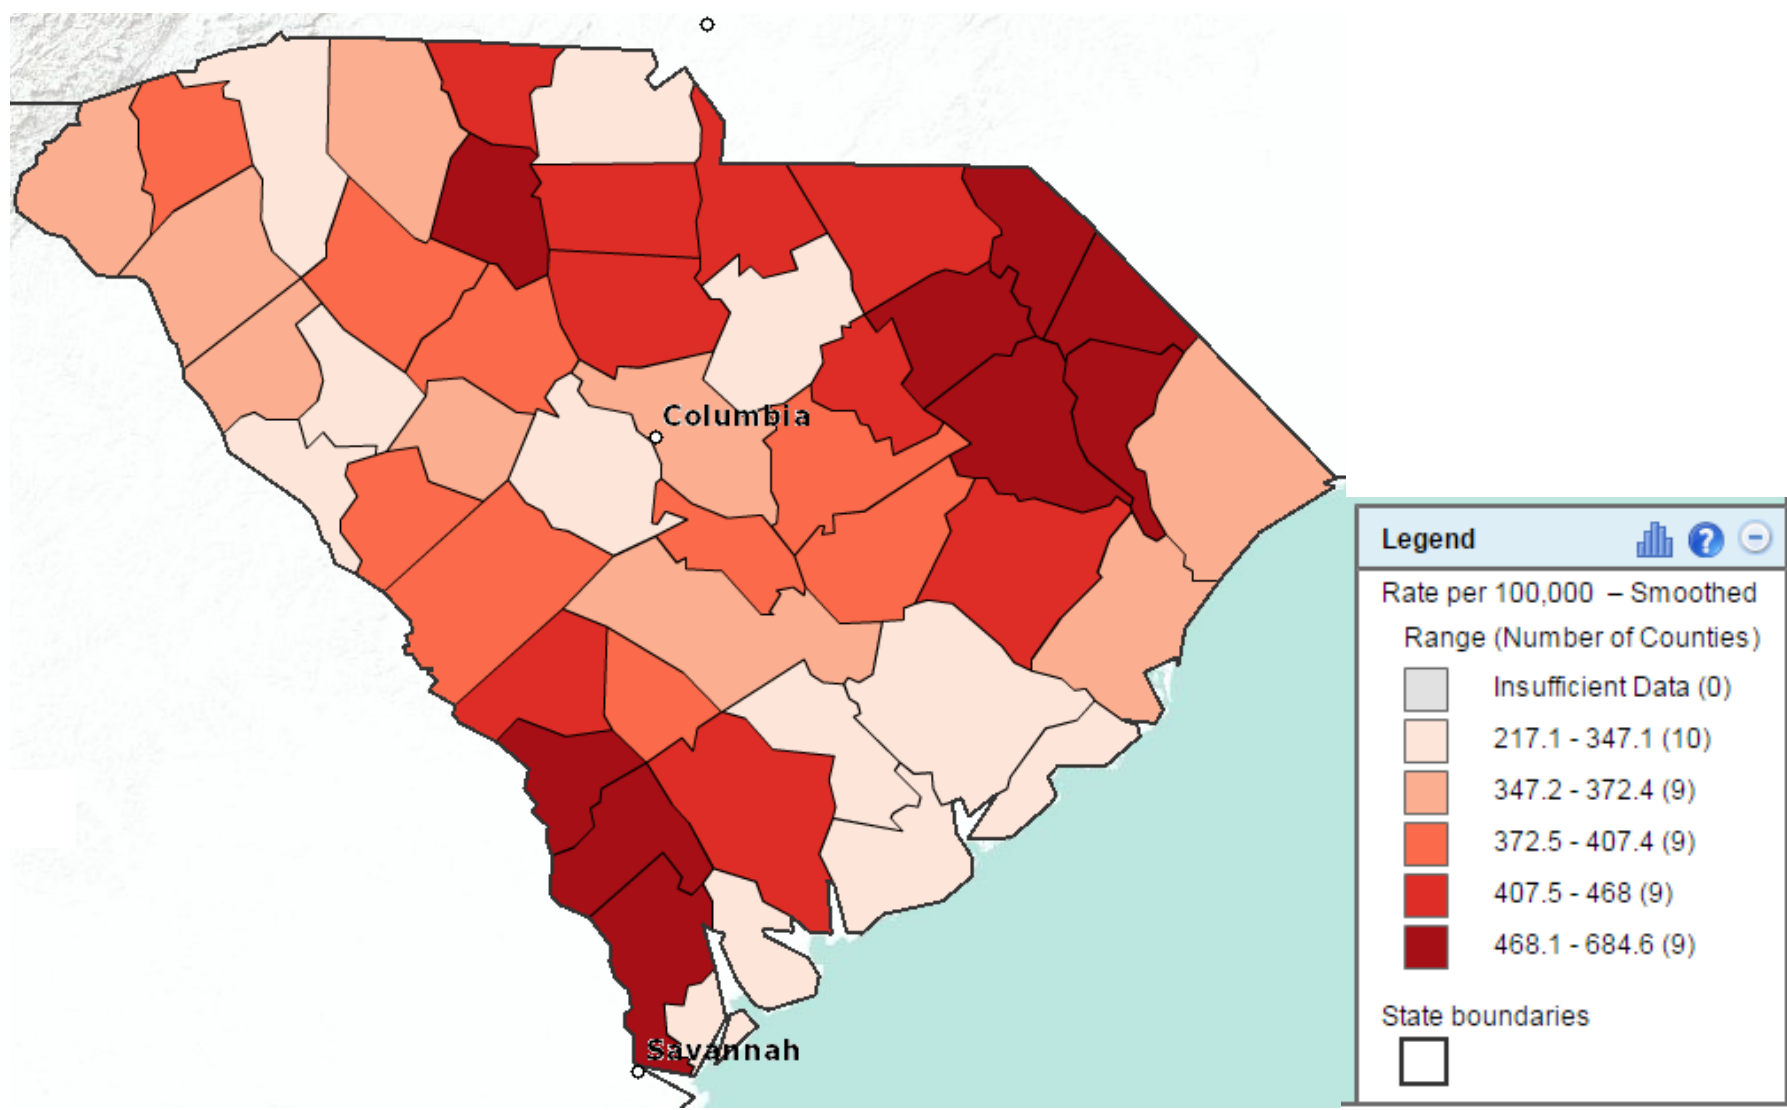 Columbia
Savannah
Legend
Rate per 100,000 – Smoothed
Range (Number of Counties)
Insufficient Data (0)
217.1 - 347.1 (10)
347.2 - 372.4 (9)
372.5 - 407.4 (9)
407.5 - 468 (9)
468.1 - 684.6 (9)
State boundaries